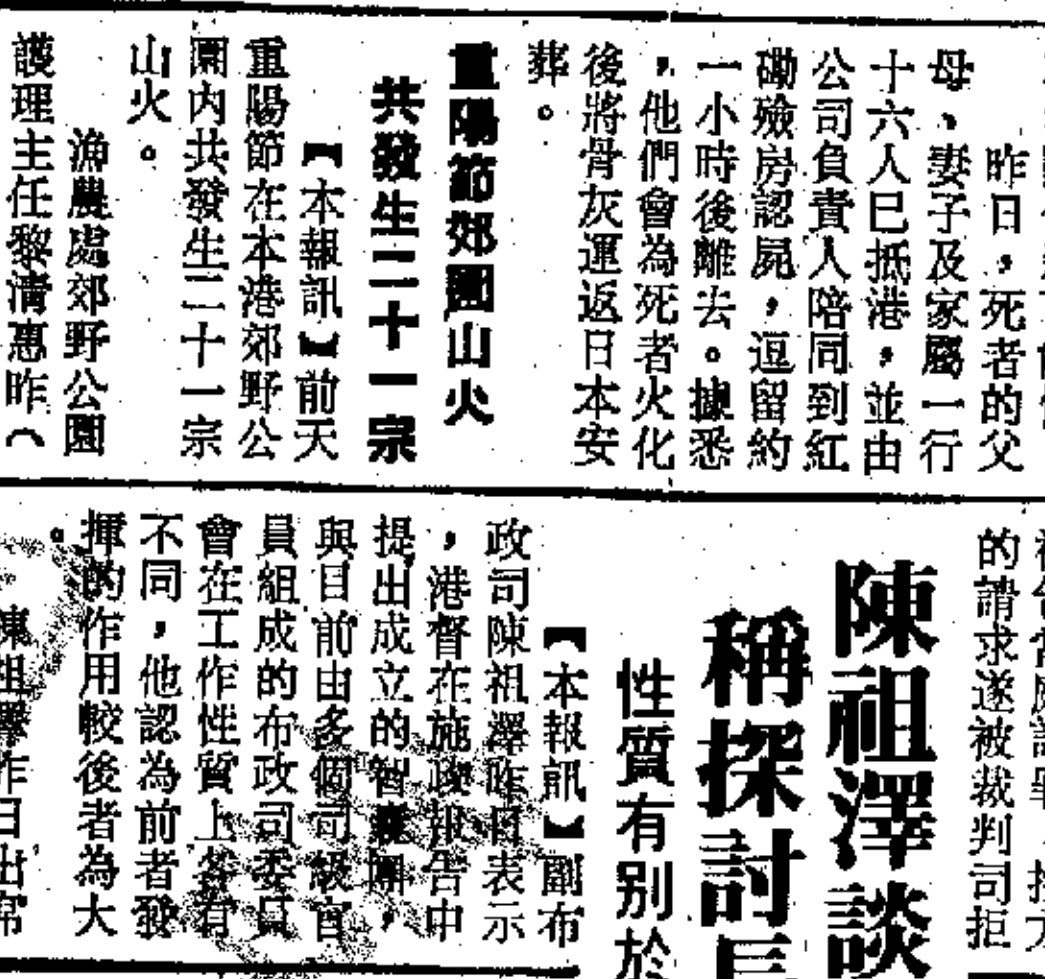 昨日，死者的父
母、妻子及家屬一行
十六人已抵港，並由
公司負責人陪同到紅
磡殮房認屍，逗留約
一小時後離去。據悉
，他們會為死者火化
後將骨灰運返日本安
葬。
重陽節郊園山火
共發生二十一宗
【本報訊】前天
重陽節在本港郊野公
園內共發生二十一宗
山火。
漁農處郊野公園
護理主任黎清惠昨（
的請求遂被裁判司拒
陳祖澤談
稱探討長
性質有別於
【本報訊】副布
政司陳祖澤昨日表示
，港督在施政報告中
提出成立的智囊團，
與目前由多個司級官
員組成的布政司委員
會在工作性質上各有
不同，他認為前者發
揮的作用較後者為大
。
陳祖澤昨日出席